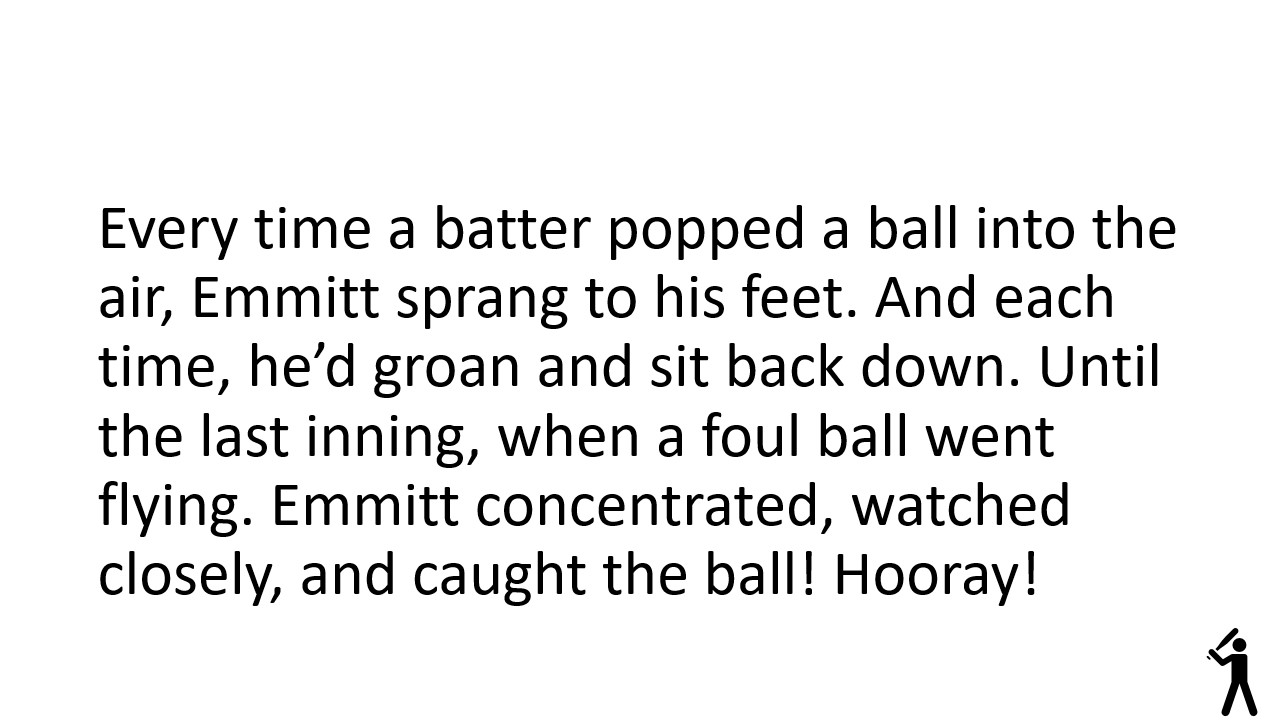 Every time a batter popped a ball into the
air, Emmitt sprang to his feet. And each
time, he’d groan and sit back down. Until
the last inning, when a foul ball went
flying. Emmitt concentrated, watched
closely, and caught the ball! Hooray!